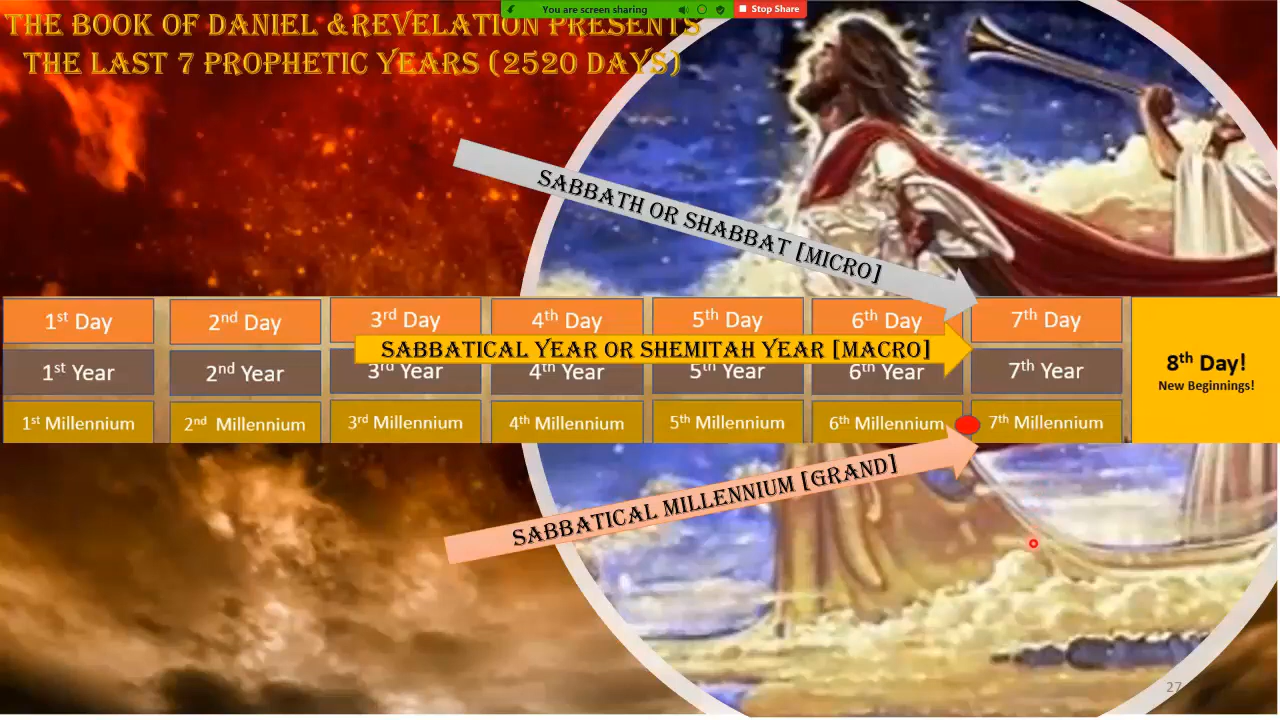 You are screen sharing
Stop Share
THE BOOK OF DANIEL & REVELATION PRESENTS
THE LAST 7 PROPHETIC YEARS (2520 DAYS)
SABBATH OR SHABBAT [MICRO]
1st Day 2nd Day 3rd Day 4th Day 5th Day 6th Day 7th Day
SABBATICAL YEAR OR SHEMITAH YEAR [MACRO]
1st Year 2nd Year 3rd Year 4th Year 5th Year 6th Year 7th Year
8th Day!
New Beginnings!
1st Millennium 2nd Millennium 3rd Millennium 4th Millennium 5th Millennium 6th Millennium 7th Millennium
SABBATICAL MILLENNIUM [GRAND]
27